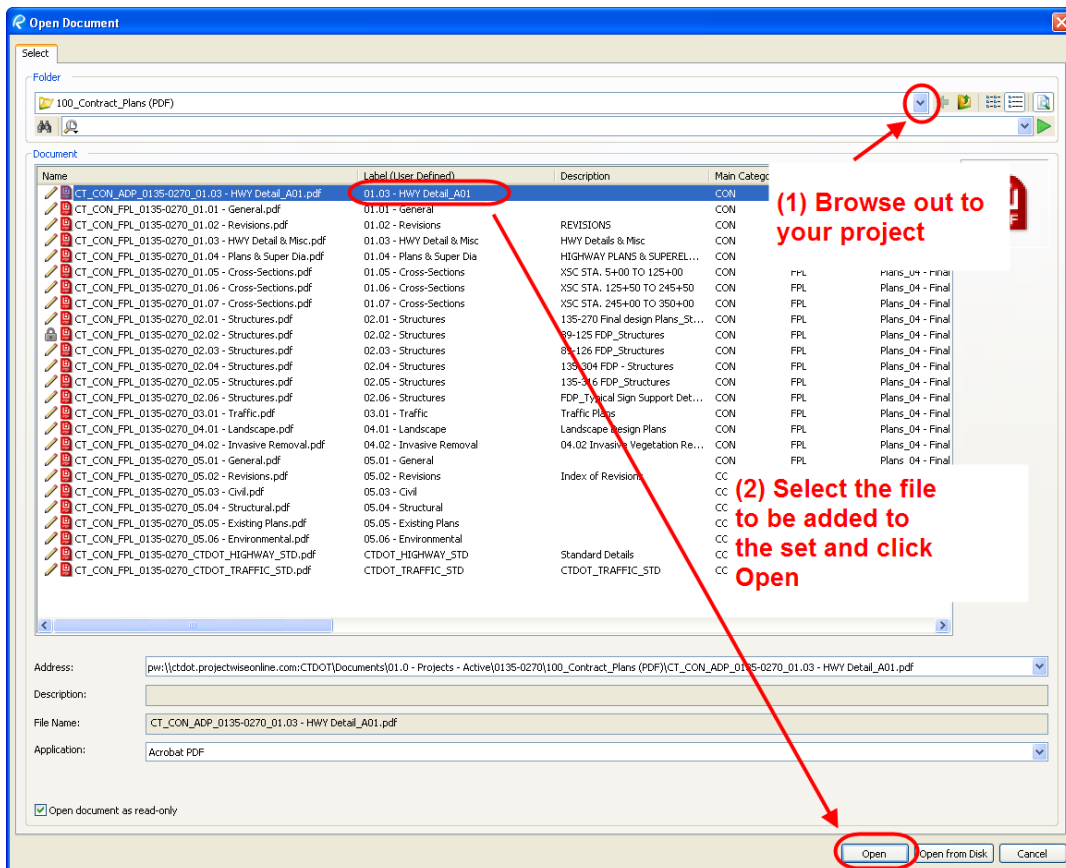 Open Document
Select
Folder
100_Contract_Plans (PDF)
Document
Name Label (User Defined) Description Main Catego
CT_CON_ADP_0135-0270_01.03 - HWY Detail_A01.pdf 01.03 - HWY Detail_A01 CON
CT_CON_FPL_0135-0270_01.01 - General.pdf 01.01 - General CON
CT_CON_FPL_0135-0270_01.02 - Revisions.pdf 01.02 - Revisions REVISIONS CON
CT_CON_FPL_0135-0270_01.03 - HWY Detail & Misc.pdf 01.03 - HWY Detail & Misc HWY Details & Misc CON
CT_CON_FPL_0135-0270_01.04 - Plans & Super Dia.pdf 01.04 - Plans & Super Dia HIGHWAY PLANS & SUPEREL... CON
CT_CON_FPL_0135-0270_01.05 - Cross-Sections.pdf 01.05 - Cross-Sections XSC STA. 5+00 TO 125+00 CON FPL Plans_04 - Final
CT_CON_FPL_0135-0270_01.06 - Cross-Sections.pdf 01.06 - Cross-Sections XSC STA. 125+50 TO 245+50 CON FPL Plans_04 - Final
CT_CON_FPL_0135-0270_01.07 - Cross-Sections.pdf 01.07 - Cross-Sections XSC STA. 245+00 TO 350+00 CON FPL Plans_04 - Final
CT_CON_FPL_0135-0270_02.01 - Structures.pdf 02.01 - Structures 135-270 Final design Plans_St... CON FPL Plans_04 - Final
CT_CON_FPL_0135-0270_02.02 - Structures.pdf 02.02 - Structures 89-125 FDP_Structures CON FPL Plans_04 - Final
CT_CON_FPL_0135-0270_02.03 - Structures.pdf 02.03 - Structures 89-126 FDP_Structures CON FPL Plans_04 - Final
CT_CON_FPL_0135-0270_02.04 - Structures.pdf 02.04 - Structures 135-304 FDP - Structures CON FPL Plans_04 - Final
CT_CON_FPL_0135-0270_02.05 - Structures.pdf 02.05 - Structures 135-316 FDP_Structures CON FPL Plans_04 - Final
CT_CON_FPL_0135-0270_02.06 - Structures.pdf 02.06 - Structures FDP_Typical Sign Support Det... CON FPL Plans_04 - Final
CT_CON_FPL_0135-0270_03.01 - Traffic.pdf 03.01 - Traffic Traffic Plans CON FPL Plans_04 - Final
CT_CON_FPL_0135-0270_04.01 - Landscape.pdf 04.01 - Landscape Landscape Design Plans CON FPL Plans_04 - Final
CT_CON_FPL_0135-0270_04.02 - Invasive Removal.pdf 04.02 - Invasive Removal 04.02 Invasive Vegetation Re... CON FPL Plans_04 - Final
CT_CON_FPL_0135-0270_05.01 - General.pdf 05.01 - General CON FPL Plans_04 - Final
CT_CON_FPL_0135-0270_05.02 - Revisions.pdf 05.02 - Revisions Index of Revisions CC
CT_CON_FPL_0135-0270_05.03 - Civil.pdf 05.03 - Civil CC
CT_CON_FPL_0135-0270_05.04 - Structural.pdf 05.04 - Structural CC
CT_CON_FPL_0135-0270_05.05 - Existing Plans.pdf 05.05 - Existing Plans CC
CT_CON_FPL_0135-0270_05.06 - Environmental.pdf 05.06 - Environmental CC
CT_CON_FPL_0135-0270_CTDOT_HIGHWAY_STD.pdf CTDOT_HIGHWAY_STD Standard Details CC
CT_CON_FPL_0135-0270_CTDOT_TRAFFIC_STD.pdf CTDOT_TRAFFIC_STD CTDOT_TRAFFIC_STD CC
(1) Browse out to
your project
(2) Select the file
to be added to
the set and click
Open
Address: pw:\\ctdot.projectwiseonline.com:CTDOT\Documents\01.0 - Projects - Active\0135-0270\100_Contract_Plans (PDF)\CT_CON_ADP_0135-0270_01.03 - HWY Detail_A01.pdf
Description:
File Name: CT_CON_ADP_0135-0270_01.03 - HWY Detail_A01.pdf
Application: Acrobat PDF
Open document as read-only
Open Open from Disk Cancel